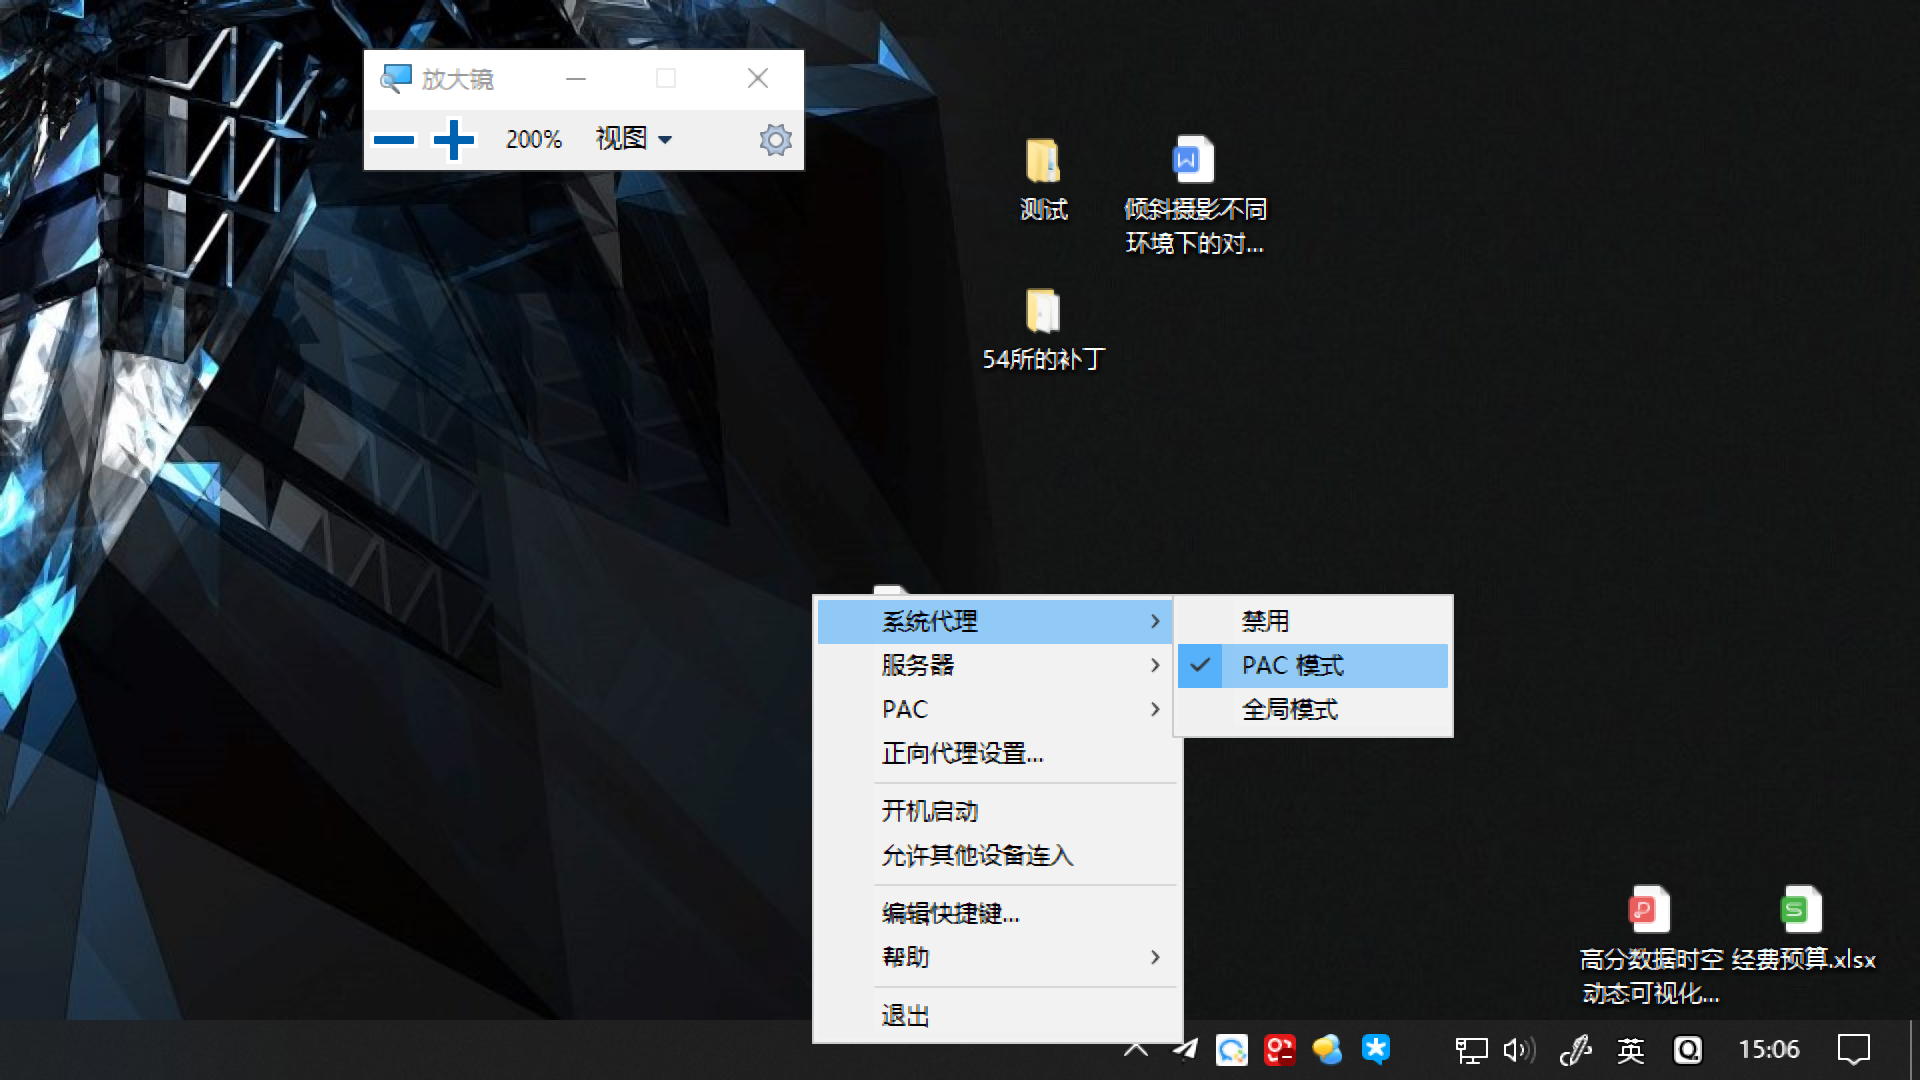 放大镜
200% 视图
测试
倾斜摄影不同
环境下的对...
54所的补丁
系统代理
服务器
PAC
正向代理设置...
开机启动
允许其他设备连入
编辑快捷键...
帮助
退出
禁用
PAC 模式
全局模式
高分数据时空
动态可视化...
经费预算.xlsx
英
15:06